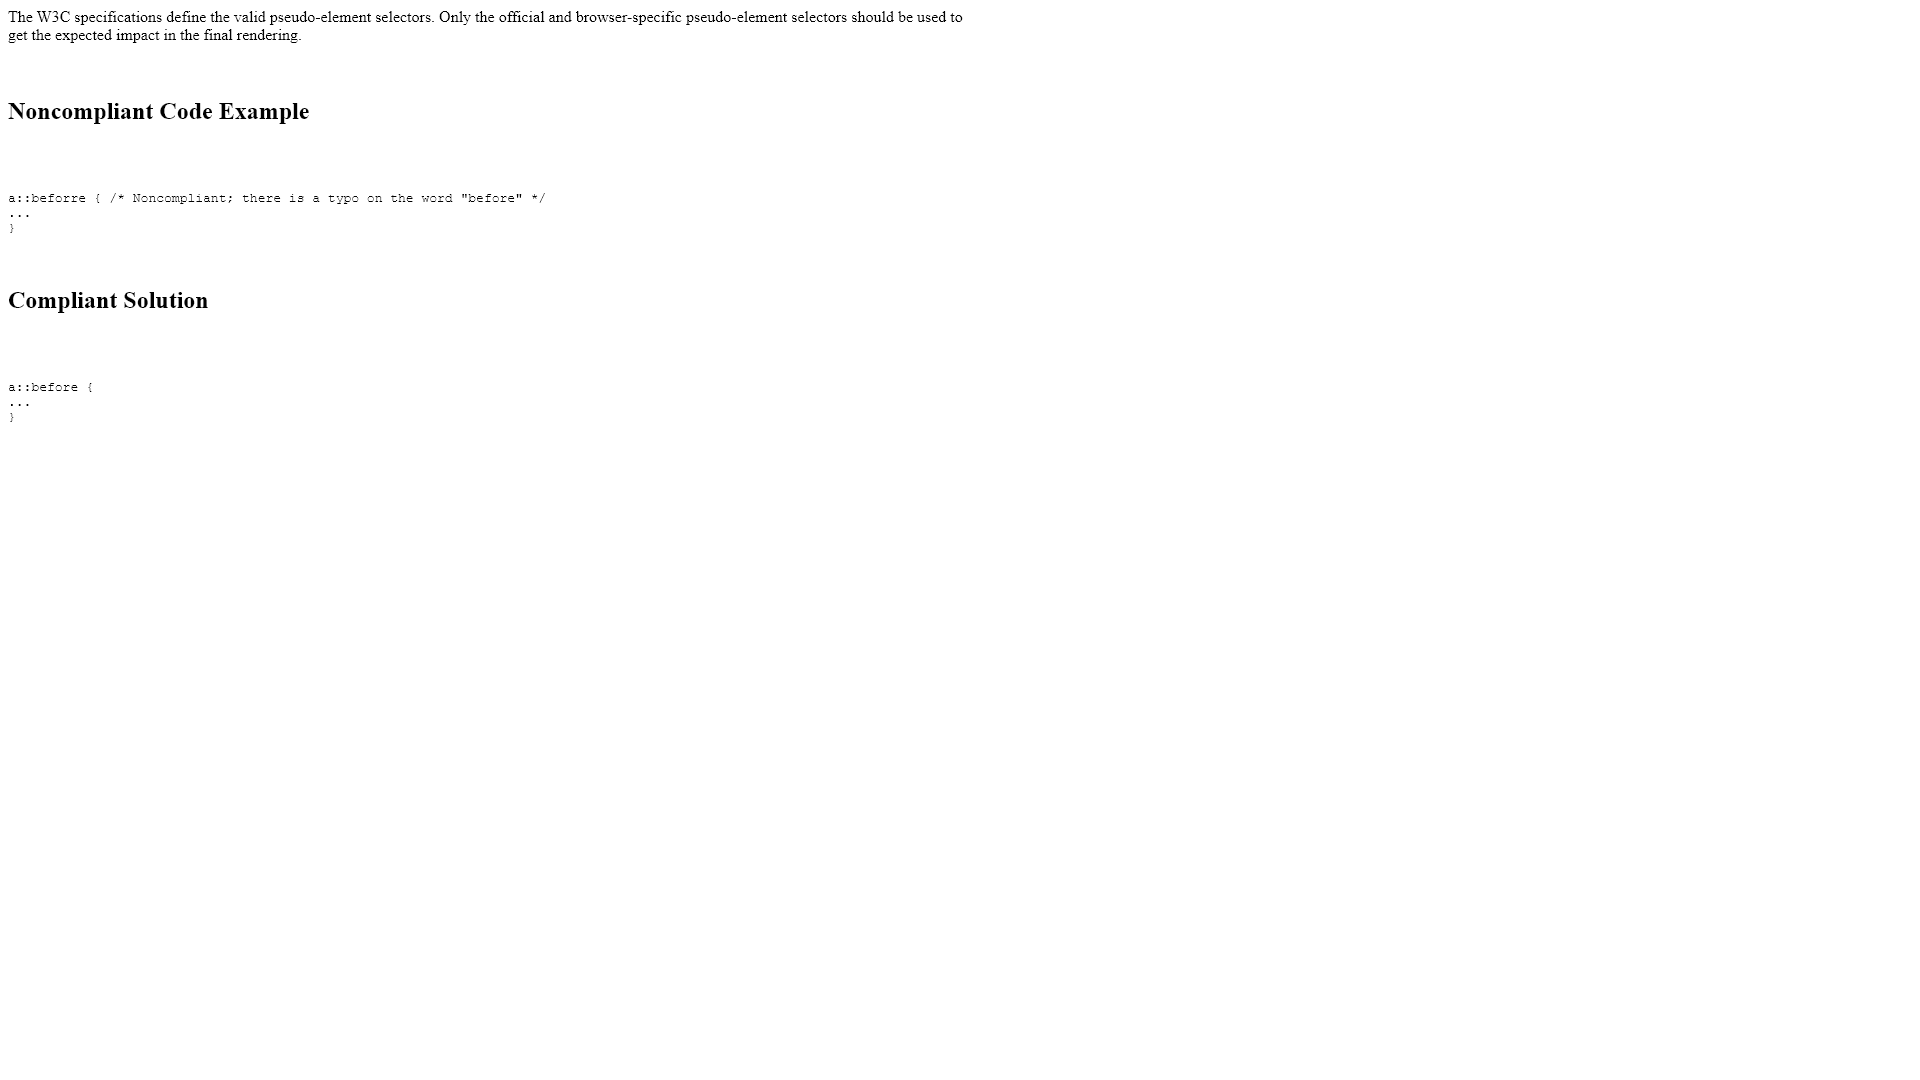 The W3C specifications define the valid pseudo-element selectors. Only the official and browser-specific pseudo-element selectors should be used to
get the expected impact in the final rendering.
Noncompliant Code Example
a::beforre { /* Noncompliant; there is a typo on the word "before" */
...
}
Compliant Solution
a::before {
...
}